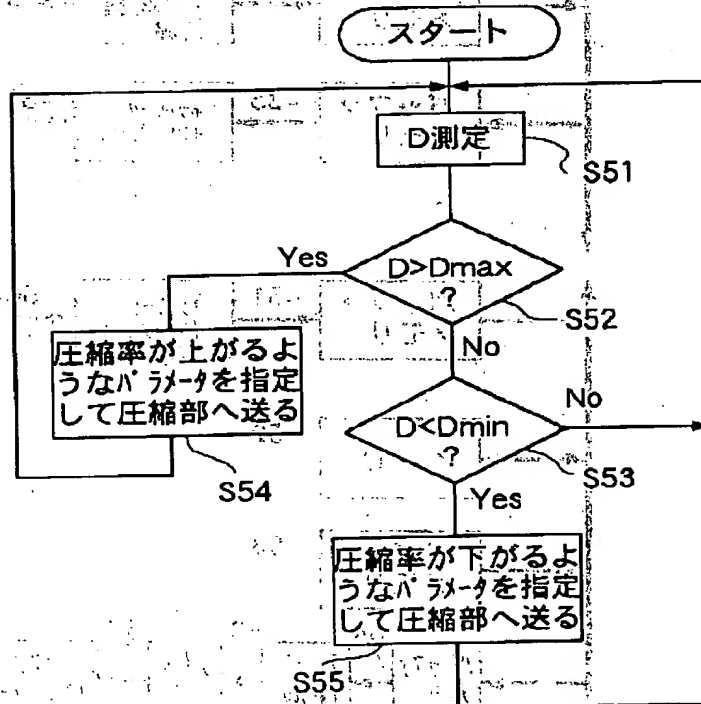 スタート
D測定
S51
Yes
D>Dmax
?
S52
No
圧縮率が上がるよ
うなパラメータを指定
して圧縮部へ送る
S54
No
D<Dmin
?
S53
Yes
圧縮率が下がるよ
うなパラメータを指定
して圧縮部へ送る
S55